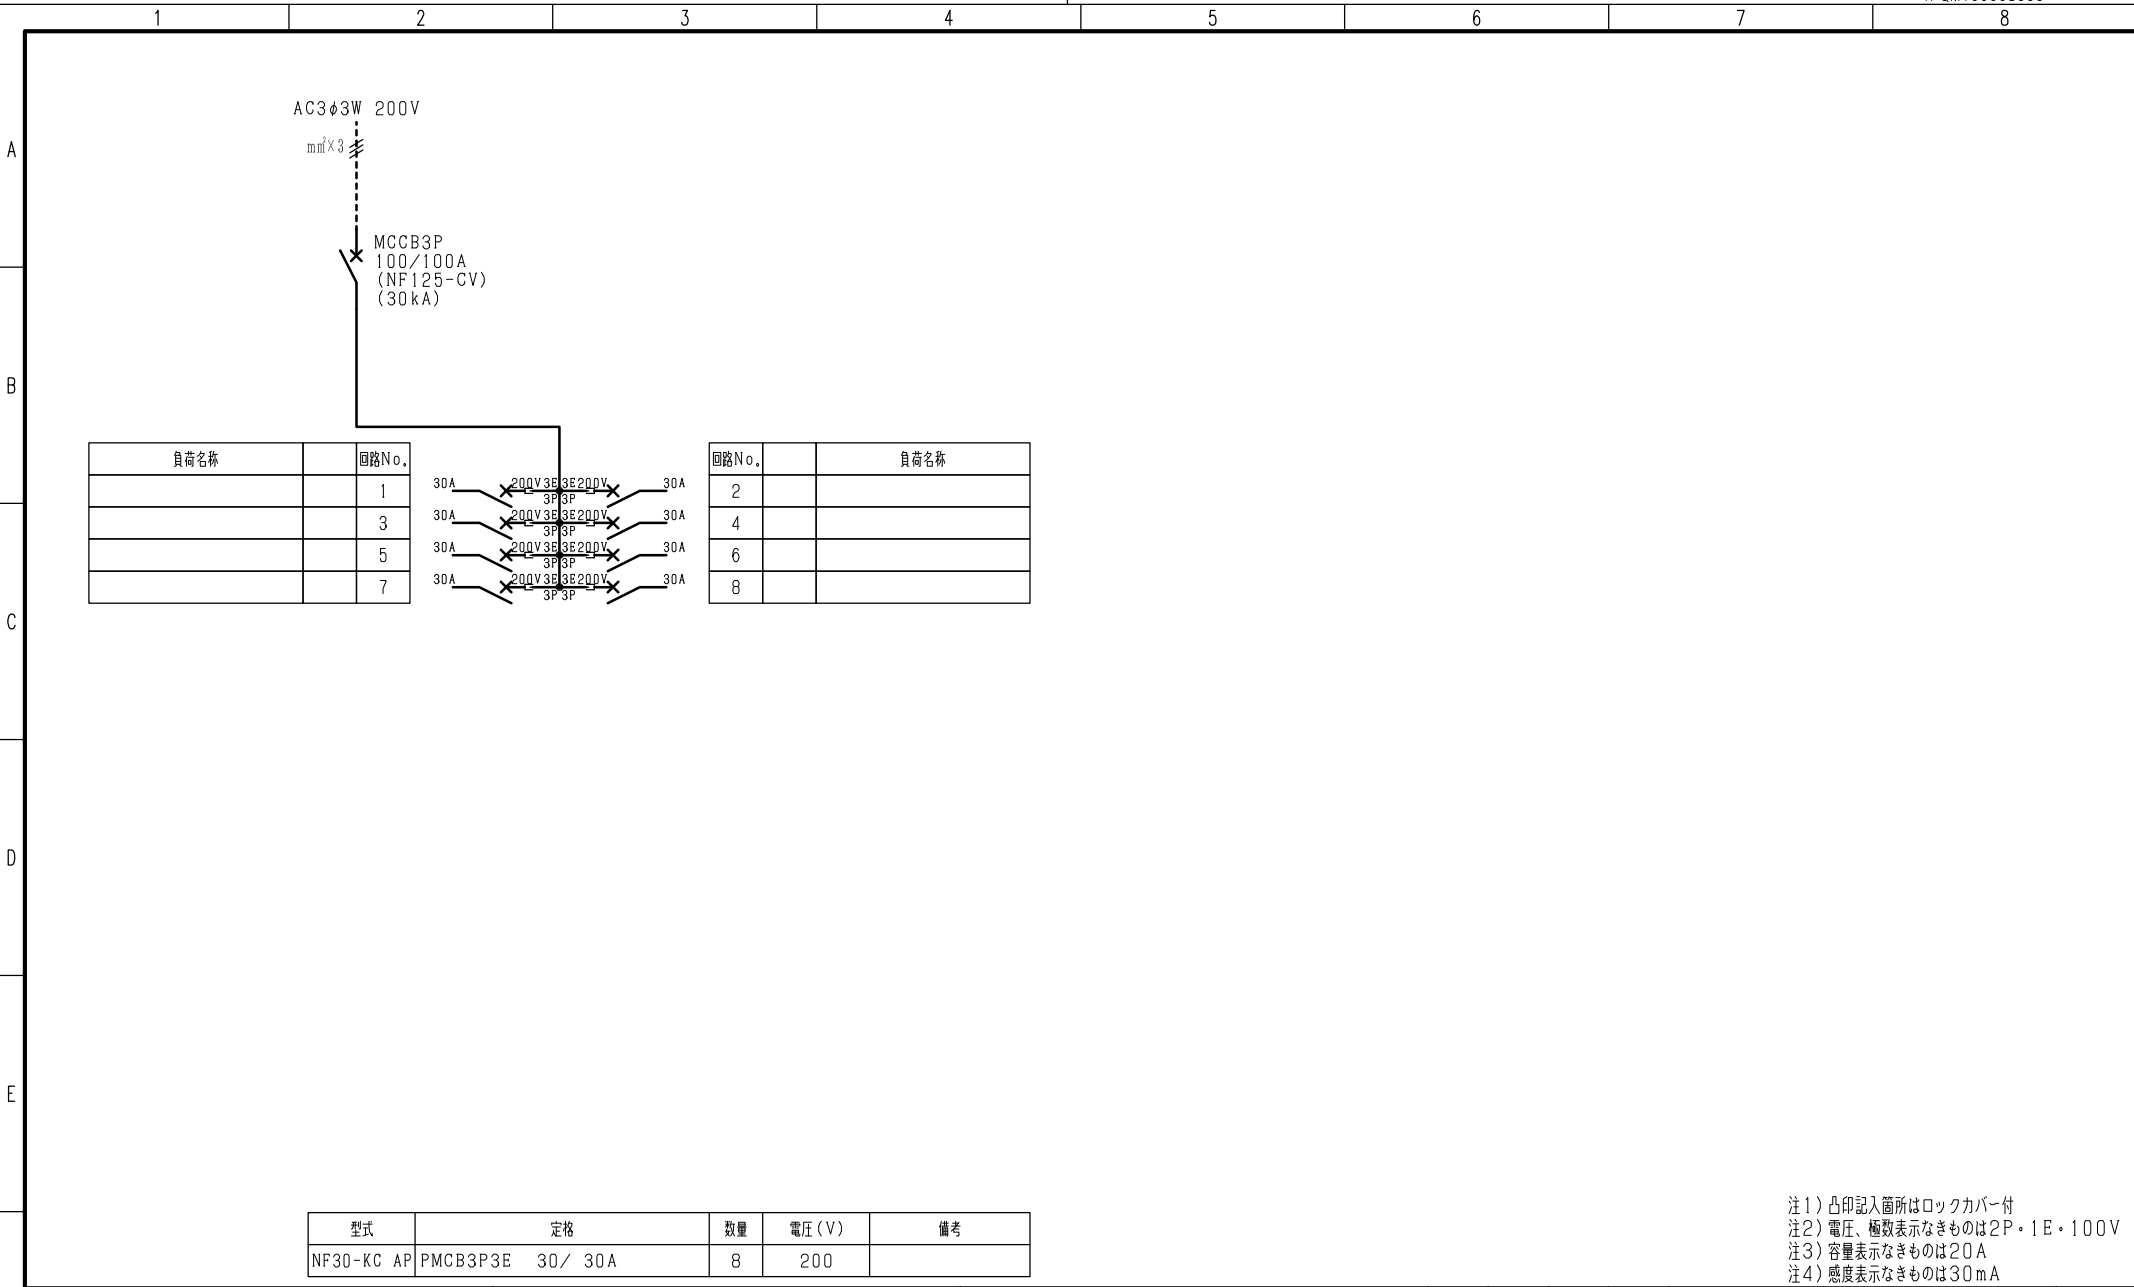 1 2 3 4 5 6 7 8
AC3φ3W 200V
A
mm²×3
MCCB3P
100/100A
(NF125-CV)
(30kA)
B
負荷名称 回路No. 回路No. 負荷名称
1 30A 200V 3E 3E 200V 30A 2
3P 3P
3 30A 200V 3E 3E 200V 30A 4
3P 3P
5 30A 200V 3E 3E 200V 30A 6
3P 3P
7 30A 200V 3E 3E 200V 30A 8
3P 3P
C
D
E
型式 定格 数量 電圧(V) 備考
NF30-KC AP PMCB3P3E 30/ 30A 8 200
注1)凸印記入箇所はロックカバー付
注2)電圧、極数表示なきものは2P・1E・100V
注3)容量表示なきものは20A
注4)感度表示なきものは30mA